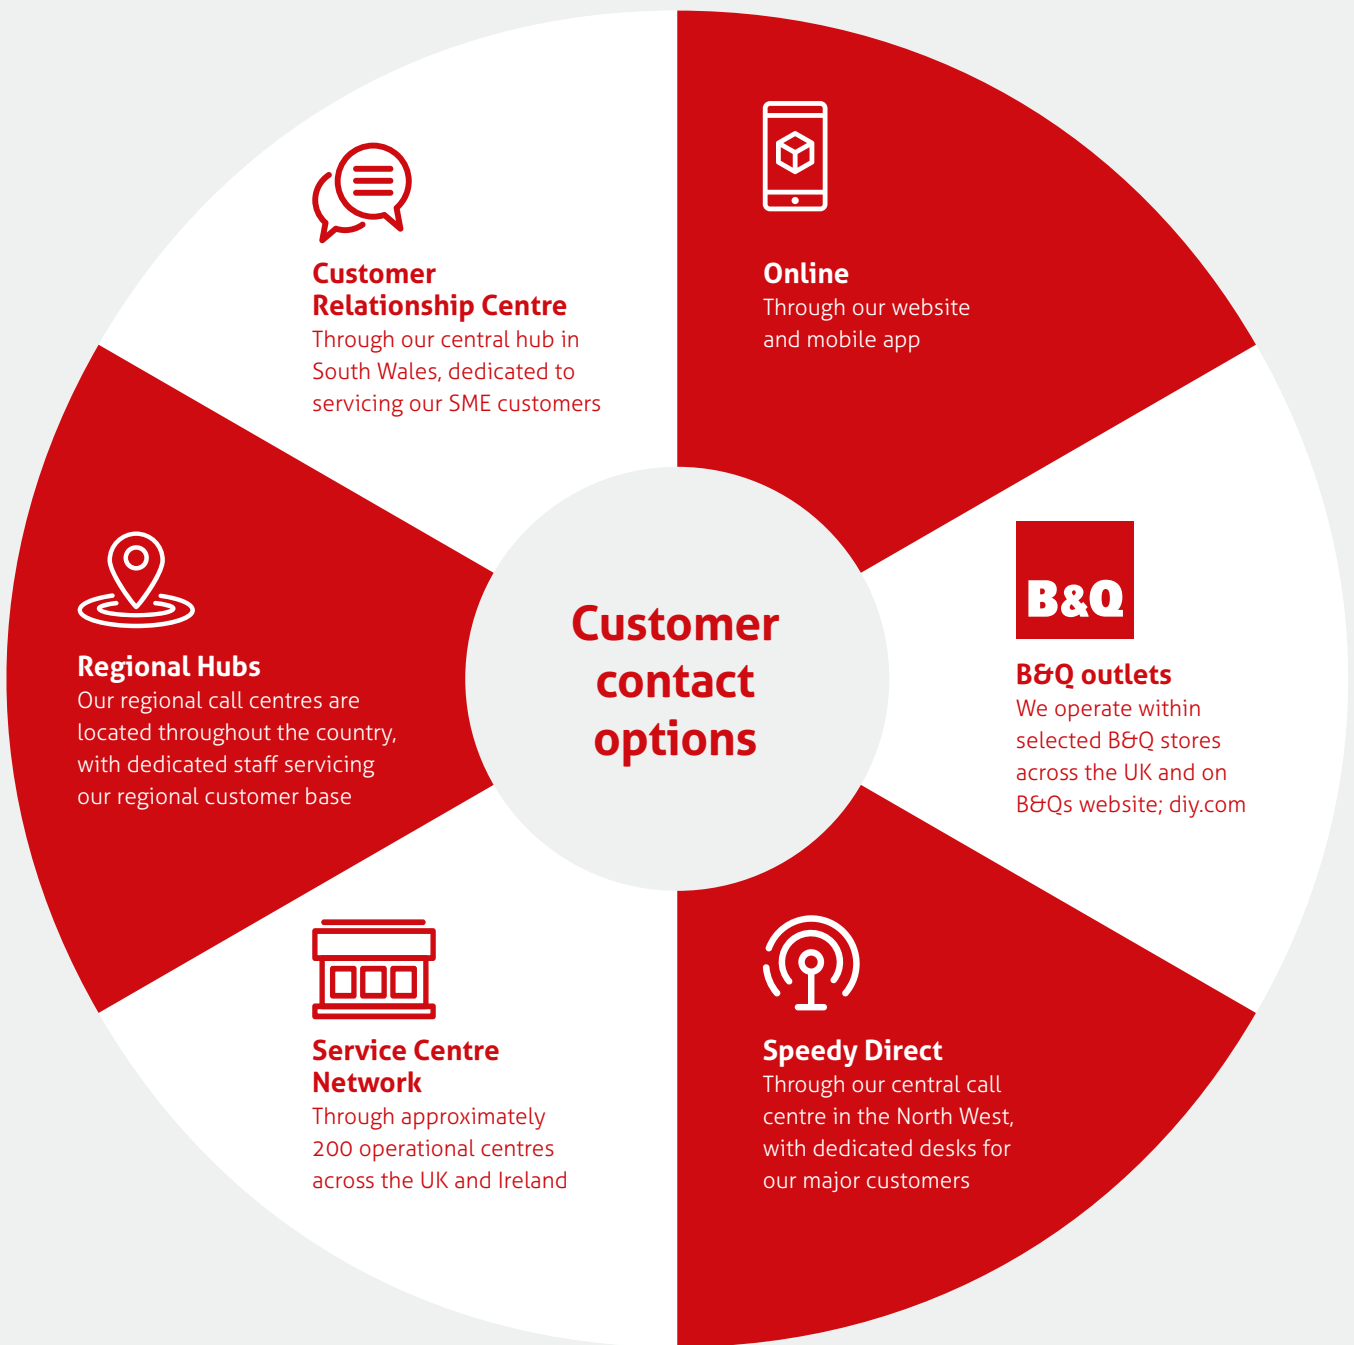 Customer
Relationship Centre
Through our central hub in
South Wales, dedicated to
servicing our SME customers
Online
Through our website
and mobile app
B&Q
B&Q outlets
We operate within
selected B&Q stores
across the UK and on
B&Qs website; diy.com
Speedy Direct
Through our central call
centre in the North West,
with dedicated desks for
our major customers
Service Centre
Network
Through approximately
200 operational centres
across the UK and Ireland
Regional Hubs
Our regional call centres are
located throughout the country,
with dedicated staff servicing
our regional customer base
Customer
contact
options